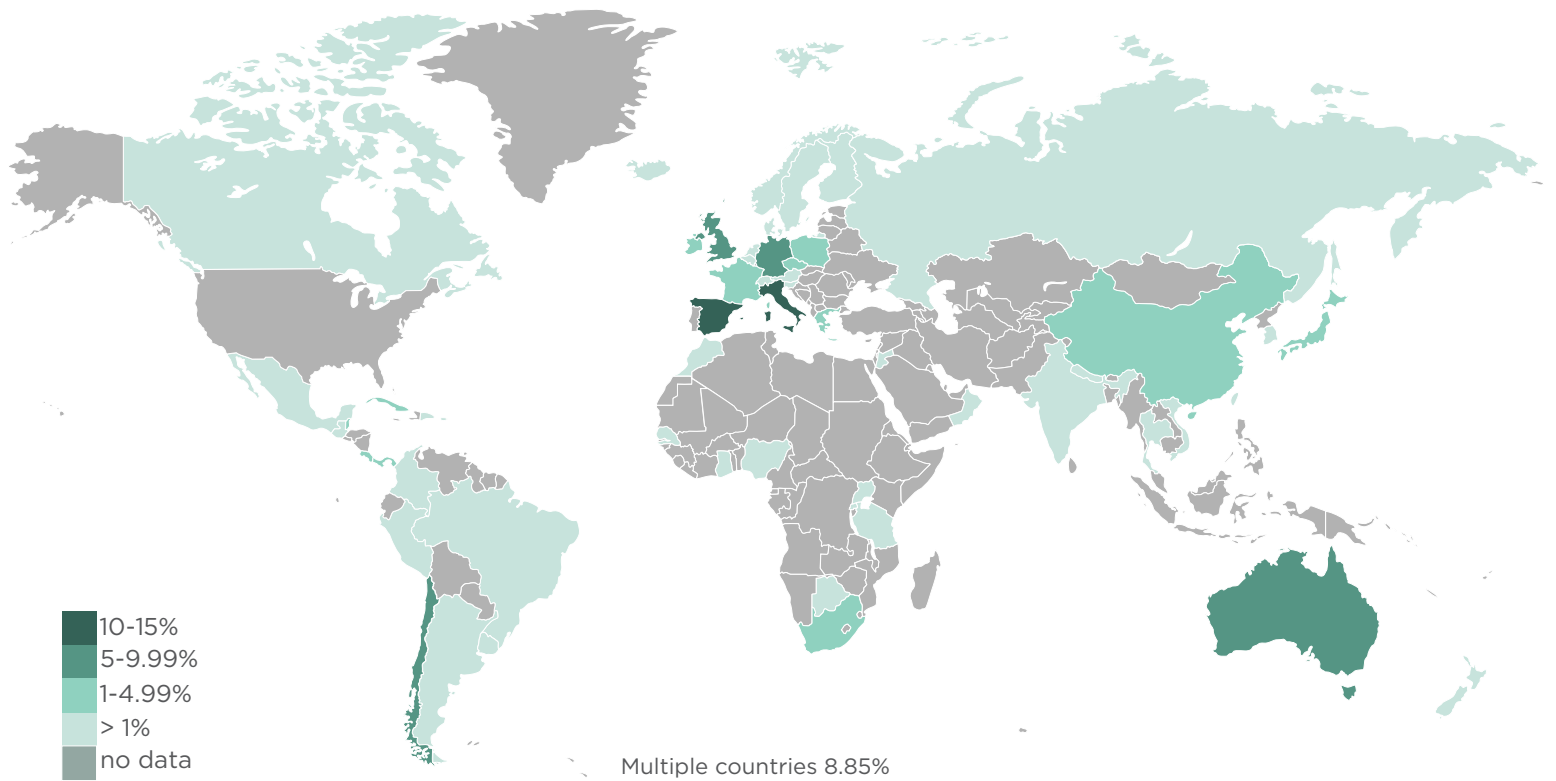 10-15%
5-9.99%
1-4.99%
> 1%
no data
Multiple countries 8.85%